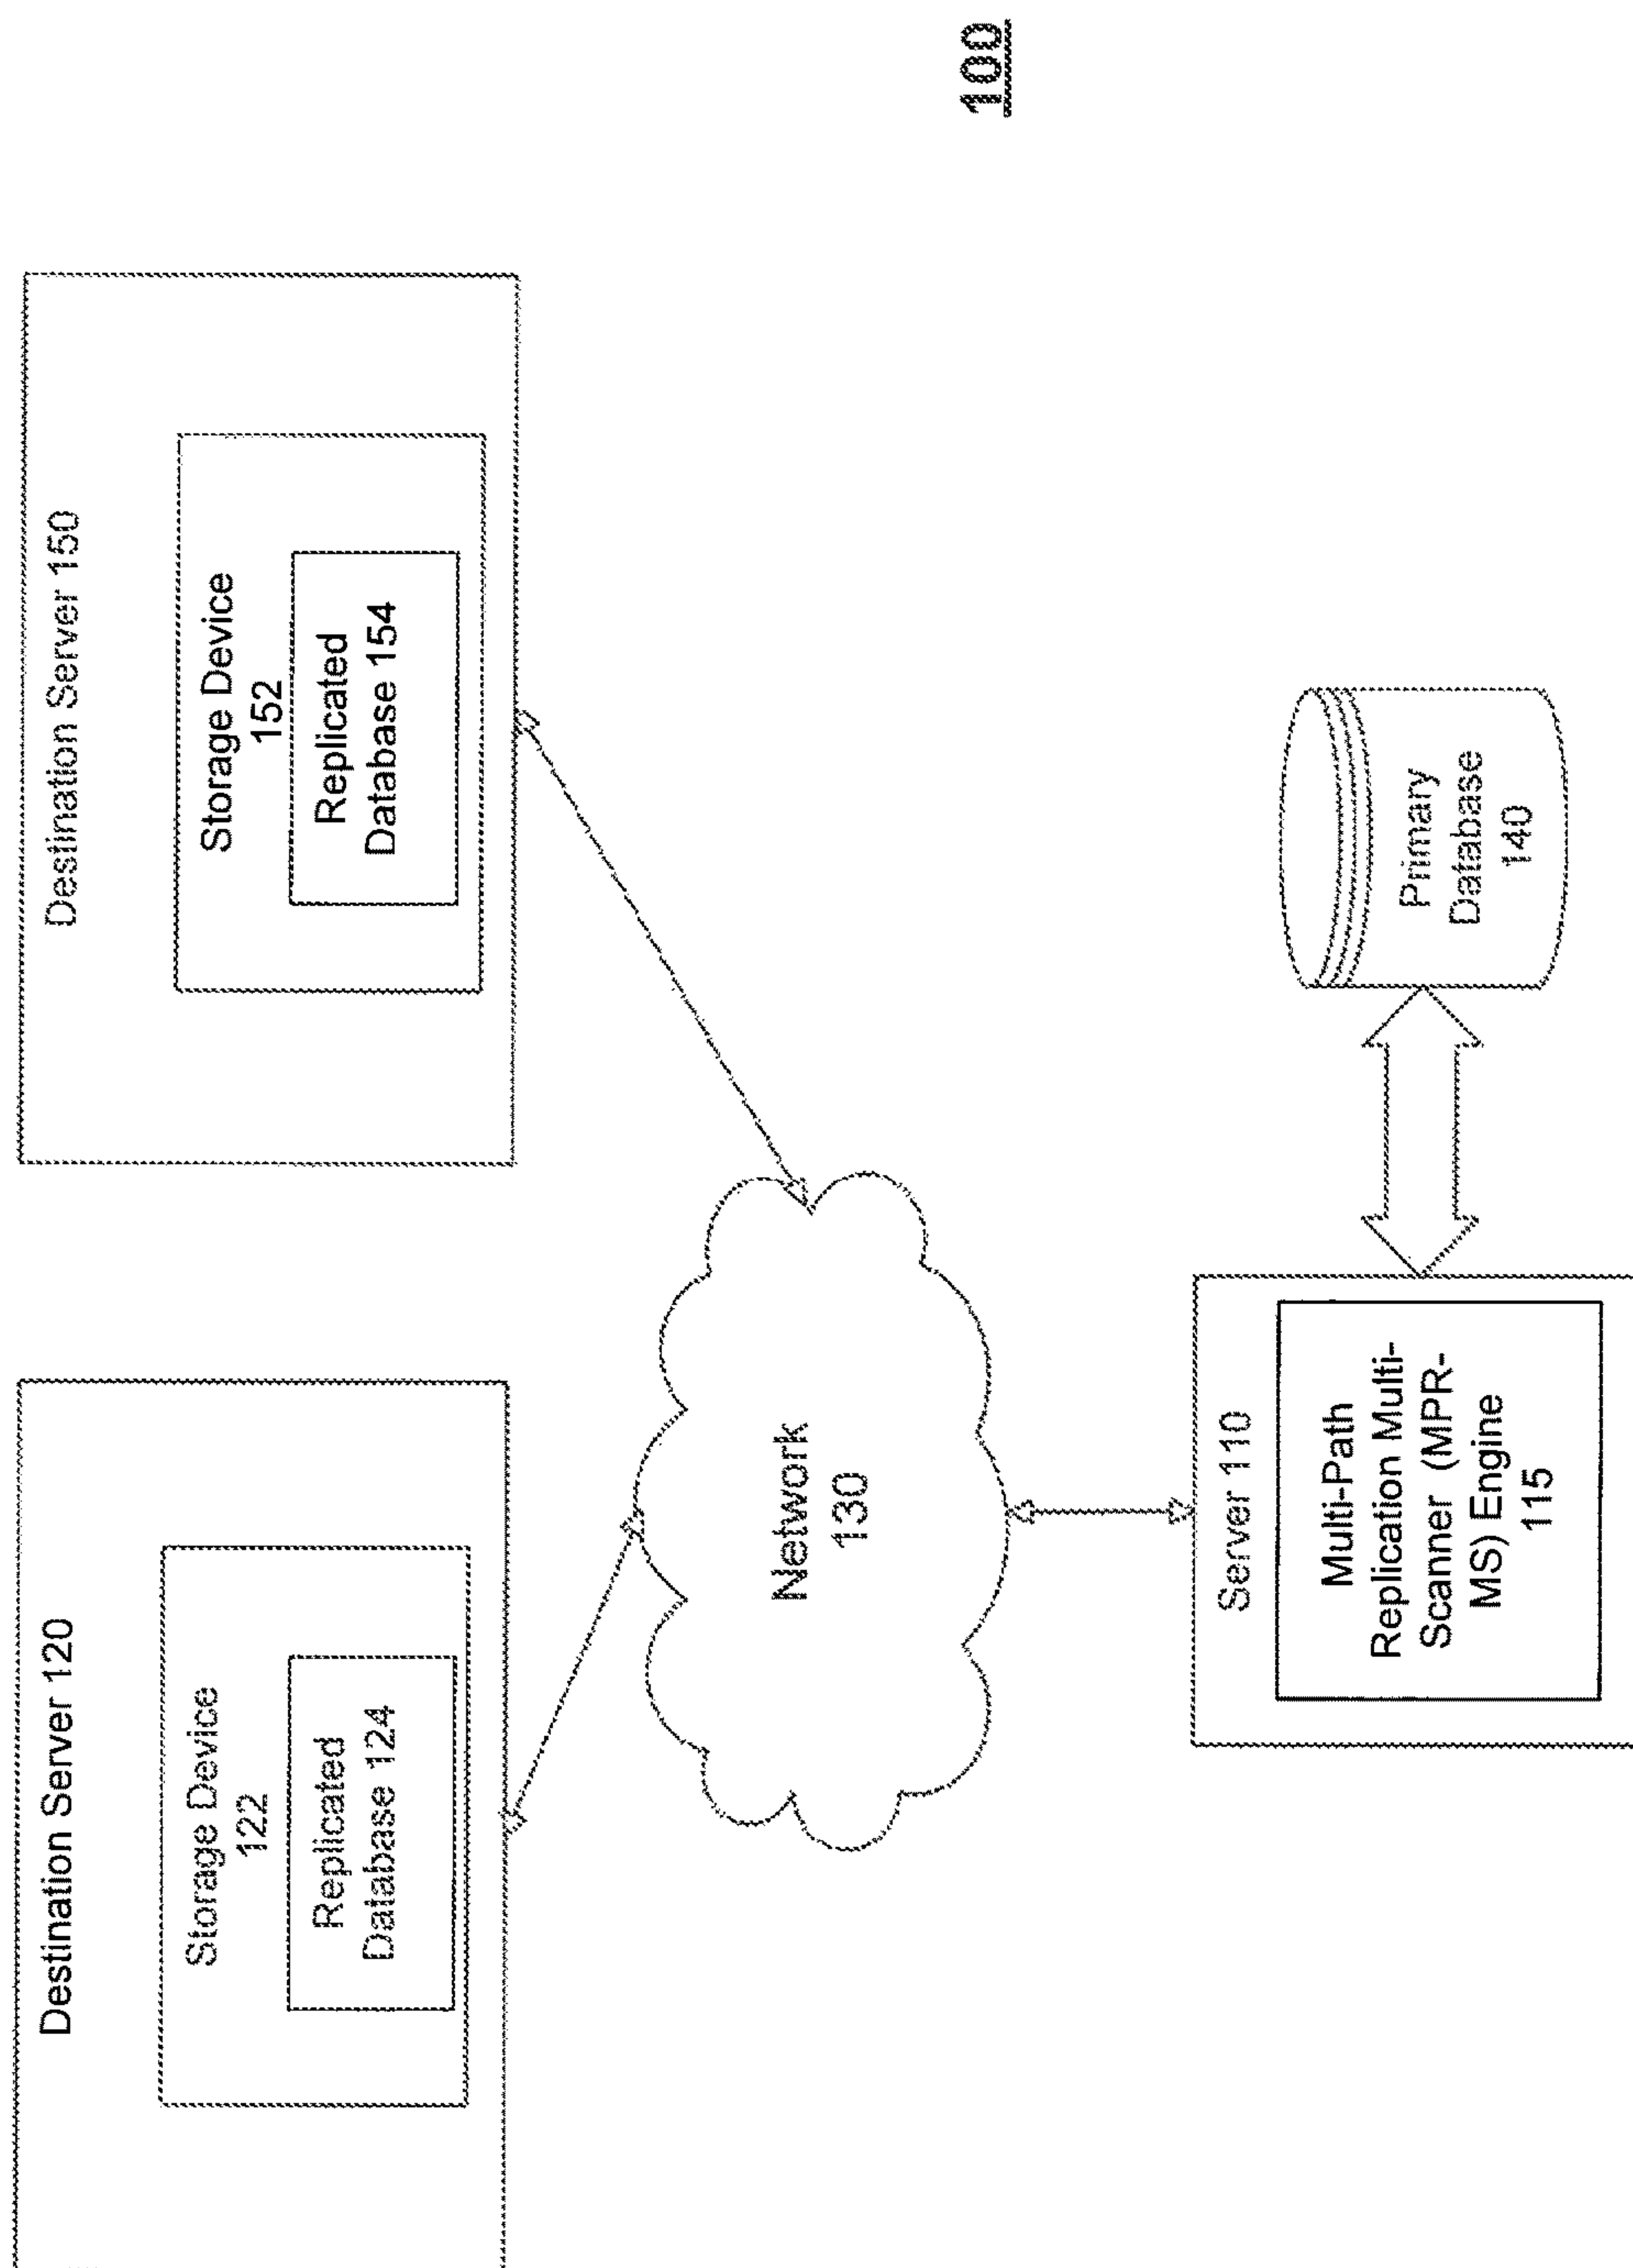 100
Destination Server 120
Storage Device
122
Replicated
Database 124
Destination Server 150
Storage Device
152
Replicated
Database 154
Network
130
Server 110
Multi-Path
Replication Multi-
Scanner (MPR-
MS) Engine
115
Primary
Database
140